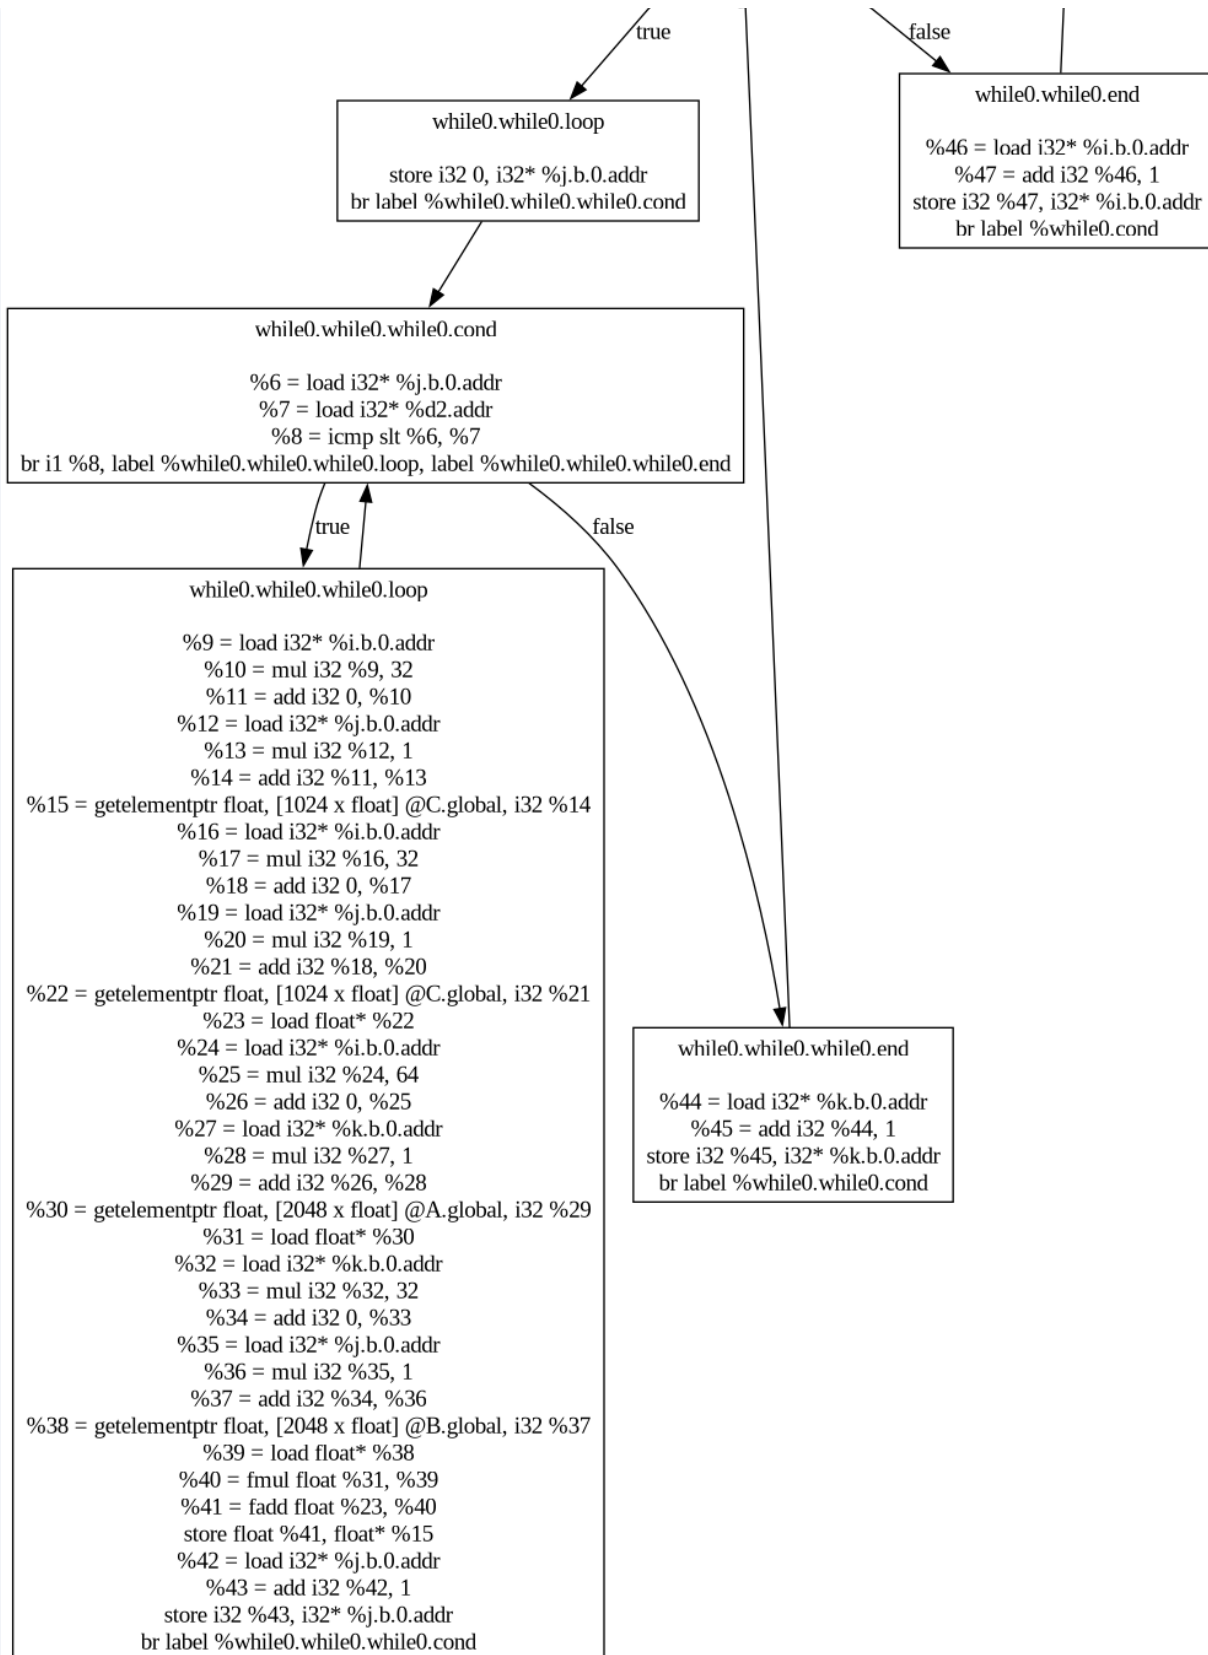 true
false
while0.while0.loop
store i32 0, i32* %j.b.0.addr
br label %while0.while0.while0.cond
while0.while0.end
%46 = load i32* %i.b.0.addr
%47 = add i32 %46, 1
store i32 %47, i32* %i.b.0.addr
br label %while0.cond
while0.while0.while0.cond
%6 = load i32* %j.b.0.addr
%7 = load i32* %d2.addr
%8 = icmp slt %6, %7
br i1 %8, label %while0.while0.while0.loop, label %while0.while0.while0.end
true
false
while0.while0.while0.loop
%9 = load i32* %i.b.0.addr
%10 = mul i32 %9, 32
%11 = add i32 0, %10
%12 = load i32* %j.b.0.addr
%13 = mul i32 %12, 1
%14 = add i32 %11, %13
%15 = getelementptr float, [1024 x float] @C.global, i32 %14
%16 = load i32* %i.b.0.addr
%17 = mul i32 %16, 32
%18 = add i32 0, %17
%19 = load i32* %j.b.0.addr
%20 = mul i32 %19, 1
%21 = add i32 %18, %20
%22 = getelementptr float, [1024 x float] @C.global, i32 %21
%23 = load float* %22
%24 = load i32* %i.b.0.addr
%25 = mul i32 %24, 64
%26 = add i32 0, %25
%27 = load i32* %k.b.0.addr
%28 = mul i32 %27, 1
%29 = add i32 %26, %28
%30 = getelementptr float, [2048 x float] @A.global, i32 %29
%31 = load float* %30
%32 = load i32* %k.b.0.addr
%33 = mul i32 %32, 32
%34 = add i32 0, %33
%35 = load i32* %j.b.0.addr
%36 = mul i32 %35, 1
%37 = add i32 %34, %36
%38 = getelementptr float, [2048 x float] @B.global, i32 %37
%39 = load float* %38
%40 = fmul float %31, %39
%41 = fadd float %23, %40
store float %41, float* %15
%42 = load i32* %j.b.0.addr
%43 = add i32 %42, 1
store i32 %43, i32* %j.b.0.addr
br label %while0.while0.while0.cond
while0.while0.while0.end
%44 = load i32* %k.b.0.addr
%45 = add i32 %44, 1
store i32 %45, i32* %k.b.0.addr
br label %while0.while0.cond